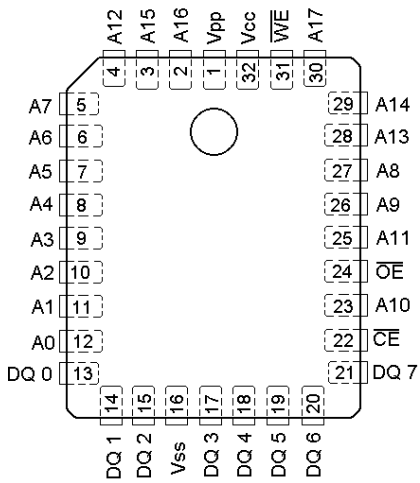 A12 A15 A16 Vpp Vcc W̅E̅ A17
4 3 2 1 32 31 30
A7 5 29 A14
A6 6 28 A13
A5 7 27 A8
A4 8 26 A9
A3 9 25 A11
A2 10 24 O̅E̅
A1 11 23 A10
A0 12 22 C̅E̅
DQ 0 13 21 DQ 7
14 15 16 17 18 19 20
DQ 1 DQ 2 Vss DQ 3 DQ 4 DQ 5 DQ 6